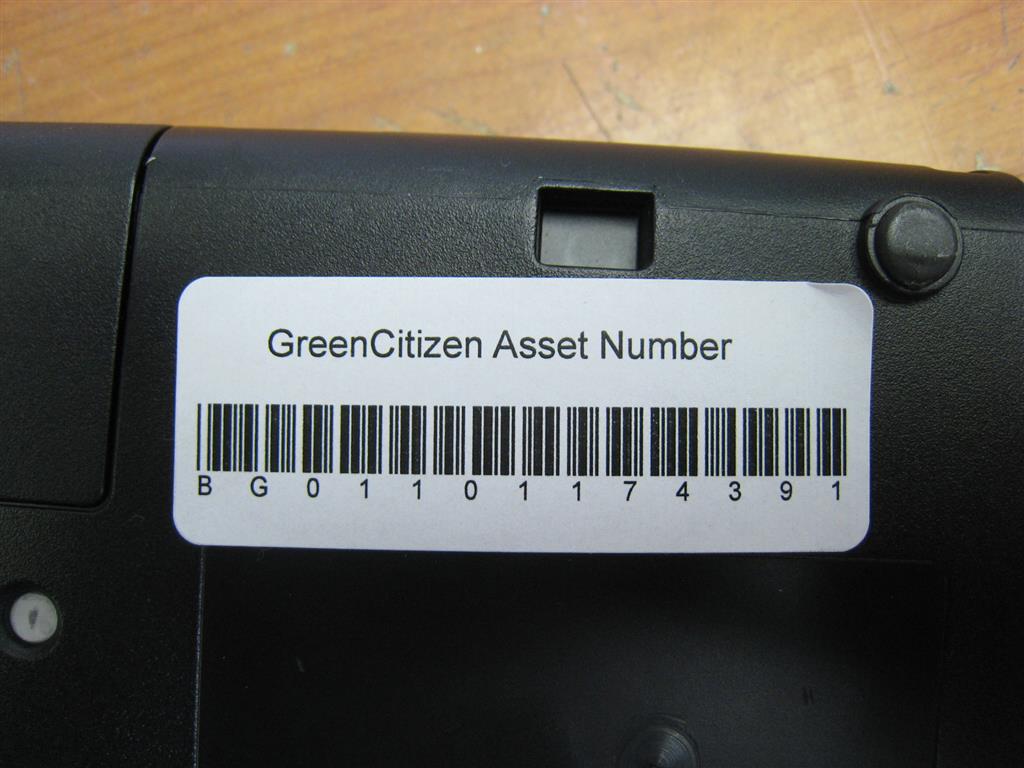 GreenCitizen Asset Number
B G 0 1 1 0 1 1 7 4 3 9 1